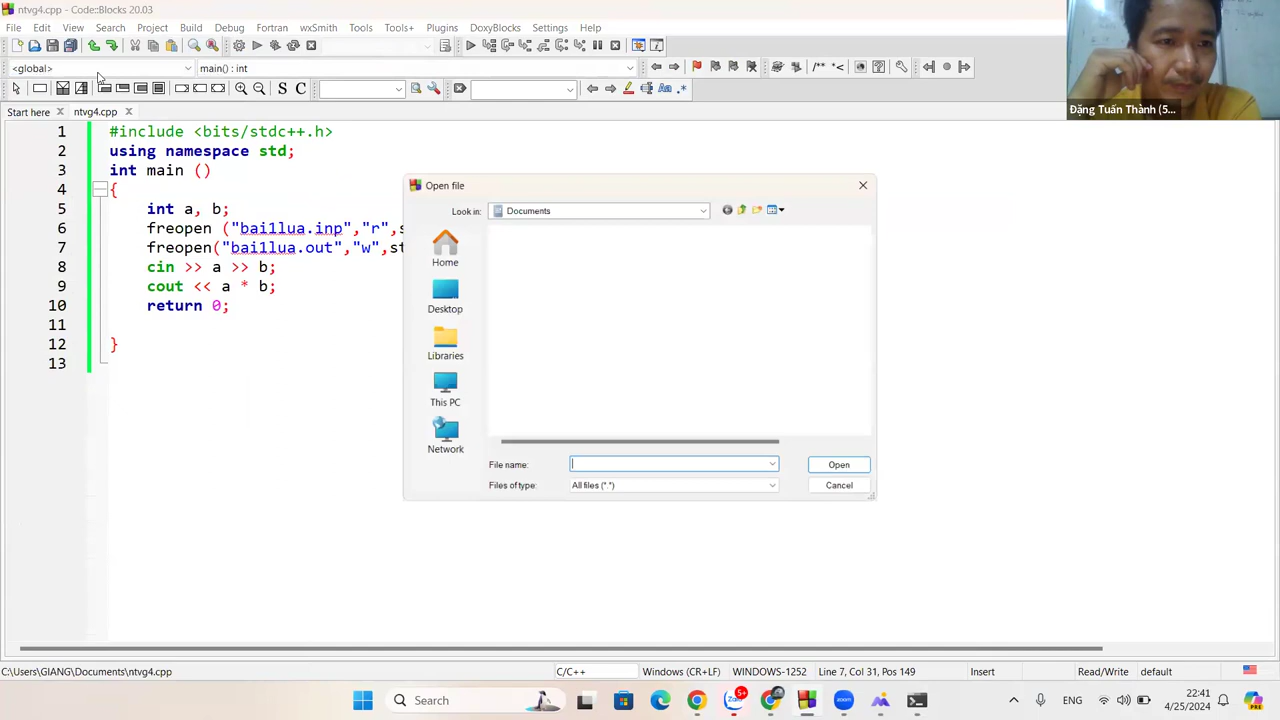 ntvg4.cpp - Code::Blocks 20.03
File Edit View Search Project Build Debug Fortran wxSmith Tools Tools+ Plugins DoxyBlocks Settings Help
<global> main() : int
/** *<
S C Aa .*
Start here ntvg4.cpp
1 #include <bits/stdc++.h>
2 using namespace std;
3 int main ()
4 {
5 int a, b;
6 freopen ("bai1lua.inp","r",s
7 freopen("bai1lua.out","w",st
8 cin >> a >> b;
9 cout << a * b;
10 return 0;
11
12 }
13
Open file
Look in: Documents
Home
Desktop
Libraries
This PC
Network
File name:
Open
Files of type: All files (*.*)
Cancel
Đặng Tuấn Thành (5...
C:\Users\GIANG\Documents\ntvg4.cpp C/C++ Windows (CR+LF) WINDOWS-1252 Line 7, Col 31, Pos 149 Insert Read/Write default
Search
5+
Zalo
zoom
ENG
22:41
4/25/2024
PRE